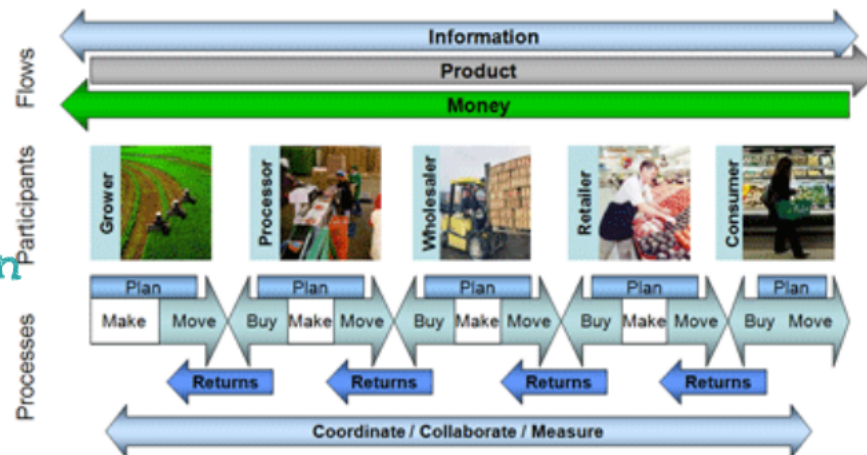 Flows
Information
Product
Money
Participants
Grower
Processor
Wholesaler
Retailer
Consumer
n
Processes
Plan Plan Plan Plan Plan
Make Move Buy Make Move Buy Make Move Buy Make Move Buy Move
Returns Returns Returns Returns
Coordinate / Collaborate / Measure